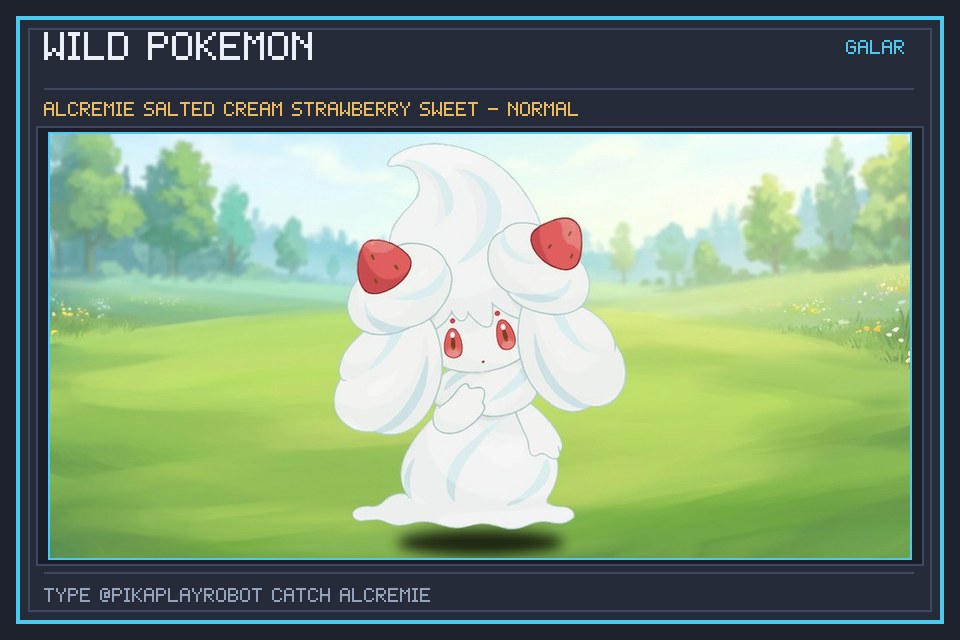 WILD POKEMON
GALAR
ALCREMIE SALTED CREAM STRAWBERRY SWEET - NORMAL
TYPE @PIKAPLAYROBOT CATCH ALCREMIE